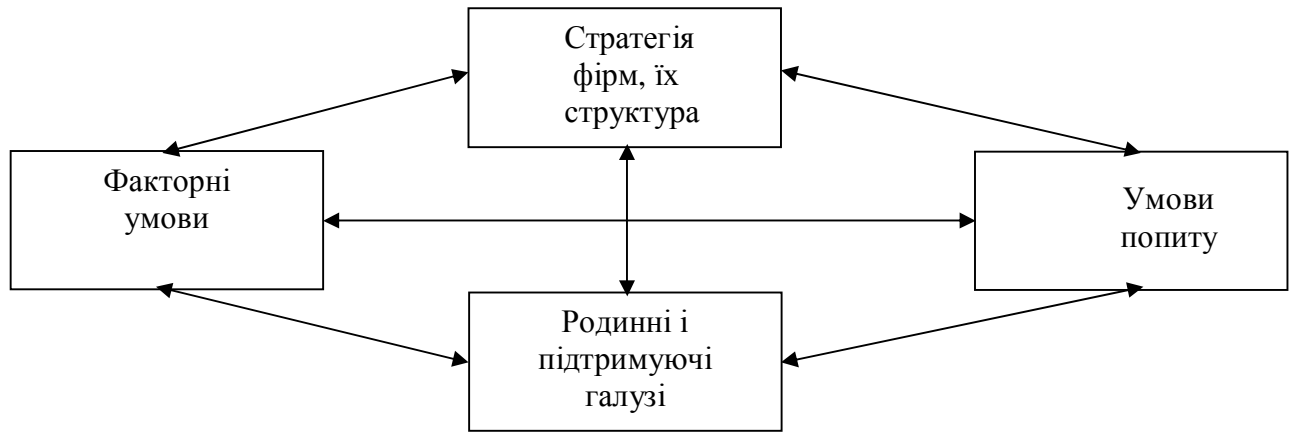 Стратегія
фірм, їх
структура
Факторні
умови
Умови
попиту
Родинні і
підтримуючі
галузі